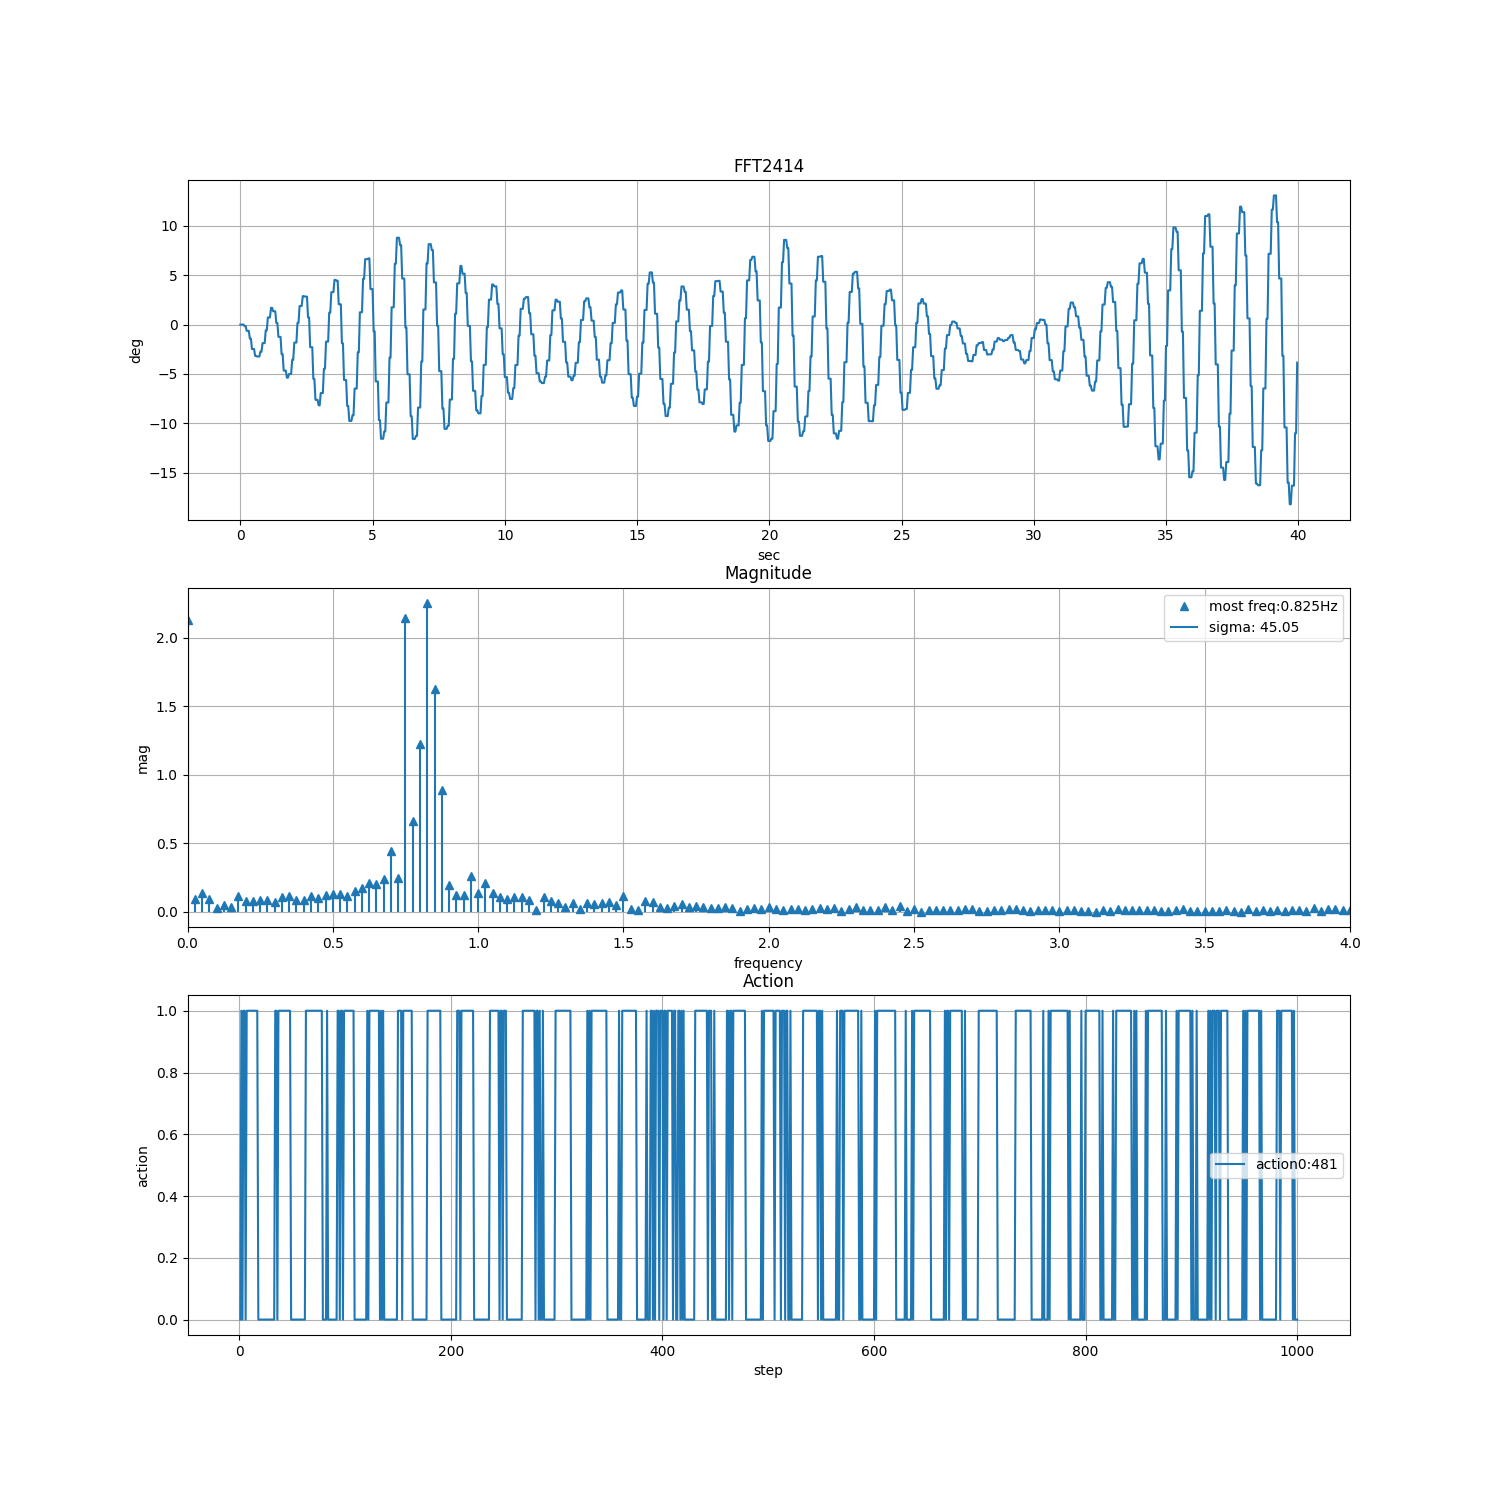 FFT2414
10
5
0
−5
−10
−15
deg
0 5 10 15 20 25 30 35 40
sec
Magnitude
most freq:0.825Hz
sigma: 45.05
2.0
1.5
1.0
0.5
0.0
mag
0.0 0.5 1.0 1.5 2.0 2.5 3.0 3.5 4.0
frequency
Action
1.0
0.8
0.6
0.4
0.2
0.0
action
action0:481
0 200 400 600 800 1000
step